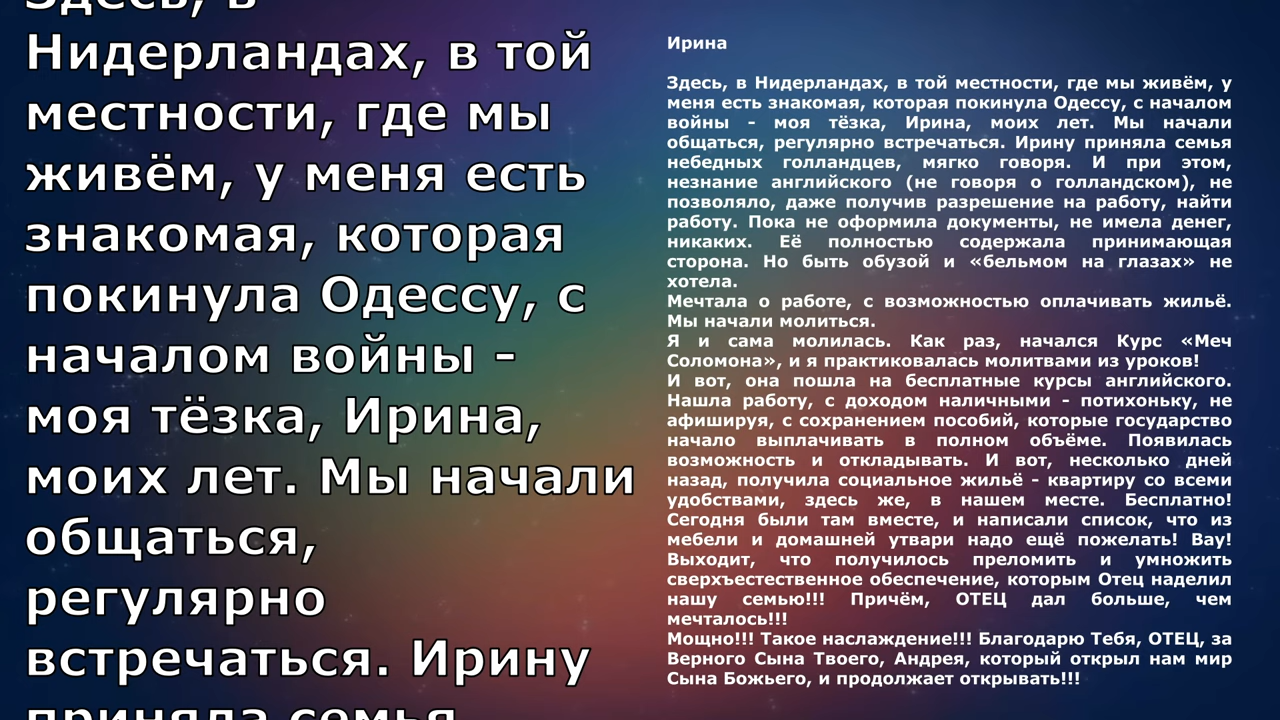 Здесь, в
Нидерландах, в той
местности, где мы
живём, у меня есть
знакомая, которая
покинула Одессу, с
началом войны -
моя тёзка, Ирина,
моих лет. Мы начали
общаться,
регулярно
встречаться. Ирину
приняла семья
Ирина
Здесь, в Нидерландах, в той местности, где мы живём, у
меня есть знакомая, которая покинула Одессу, с началом
войны - моя тёзка, Ирина, моих лет. Мы начали
общаться, регулярно встречаться. Ирину приняла семья
небедных голландцев, мягко говоря. И при этом,
незнание английского (не говоря о голландском), не
позволяло, даже получив разрешение на работу, найти
работу. Пока не оформила документы, не имела денег,
никаких. Её полностью содержала принимающая
сторона. Но быть обузой и «бельмом на глазах» не
хотела.
Мечтала о работе, с возможностью оплачивать жильё.
Мы начали молиться.
Я и сама молилась. Как раз, начался Курс «Меч
Соломона», и я практиковалась молитвами из уроков!
И вот, она пошла на бесплатные курсы английского.
Нашла работу, с доходом наличными - потихоньку, не
афишируя, с сохранением пособий, которые государство
начало выплачивать в полном объёме. Появилась
возможность и откладывать. И вот, несколько дней
назад, получила социальное жильё - квартиру со всеми
удобствами, здесь же, в нашем месте. Бесплатно!
Сегодня были там вместе, и написали список, что из
мебели и домашней утвари надо ещё пожелать! Вау!
Выходит, что получилось преломить и умножить
сверхъестественное обеспечение, которым Отец наделил
нашу семью!!! Причём, ОТЕЦ дал больше, чем
мечталось!!!
Мощно!!! Такое наслаждение!!! Благодарю Тебя, ОТЕЦ, за
Верного Сына Твоего, Андрея, который открыл нам мир
Сына Божьего, и продолжает открывать!!!